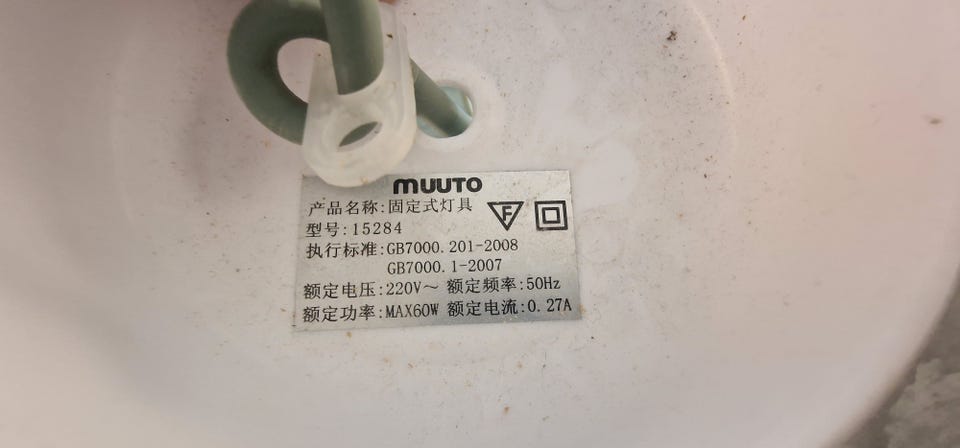 muuto
产品名称:固定式灯具
F
型号:15284
执行标准:GB7000.201-2008
GB7000.1-2007
额定电压:220V～ 额定频率:50Hz
额定功率:MAX60W 额定电流:0.27A